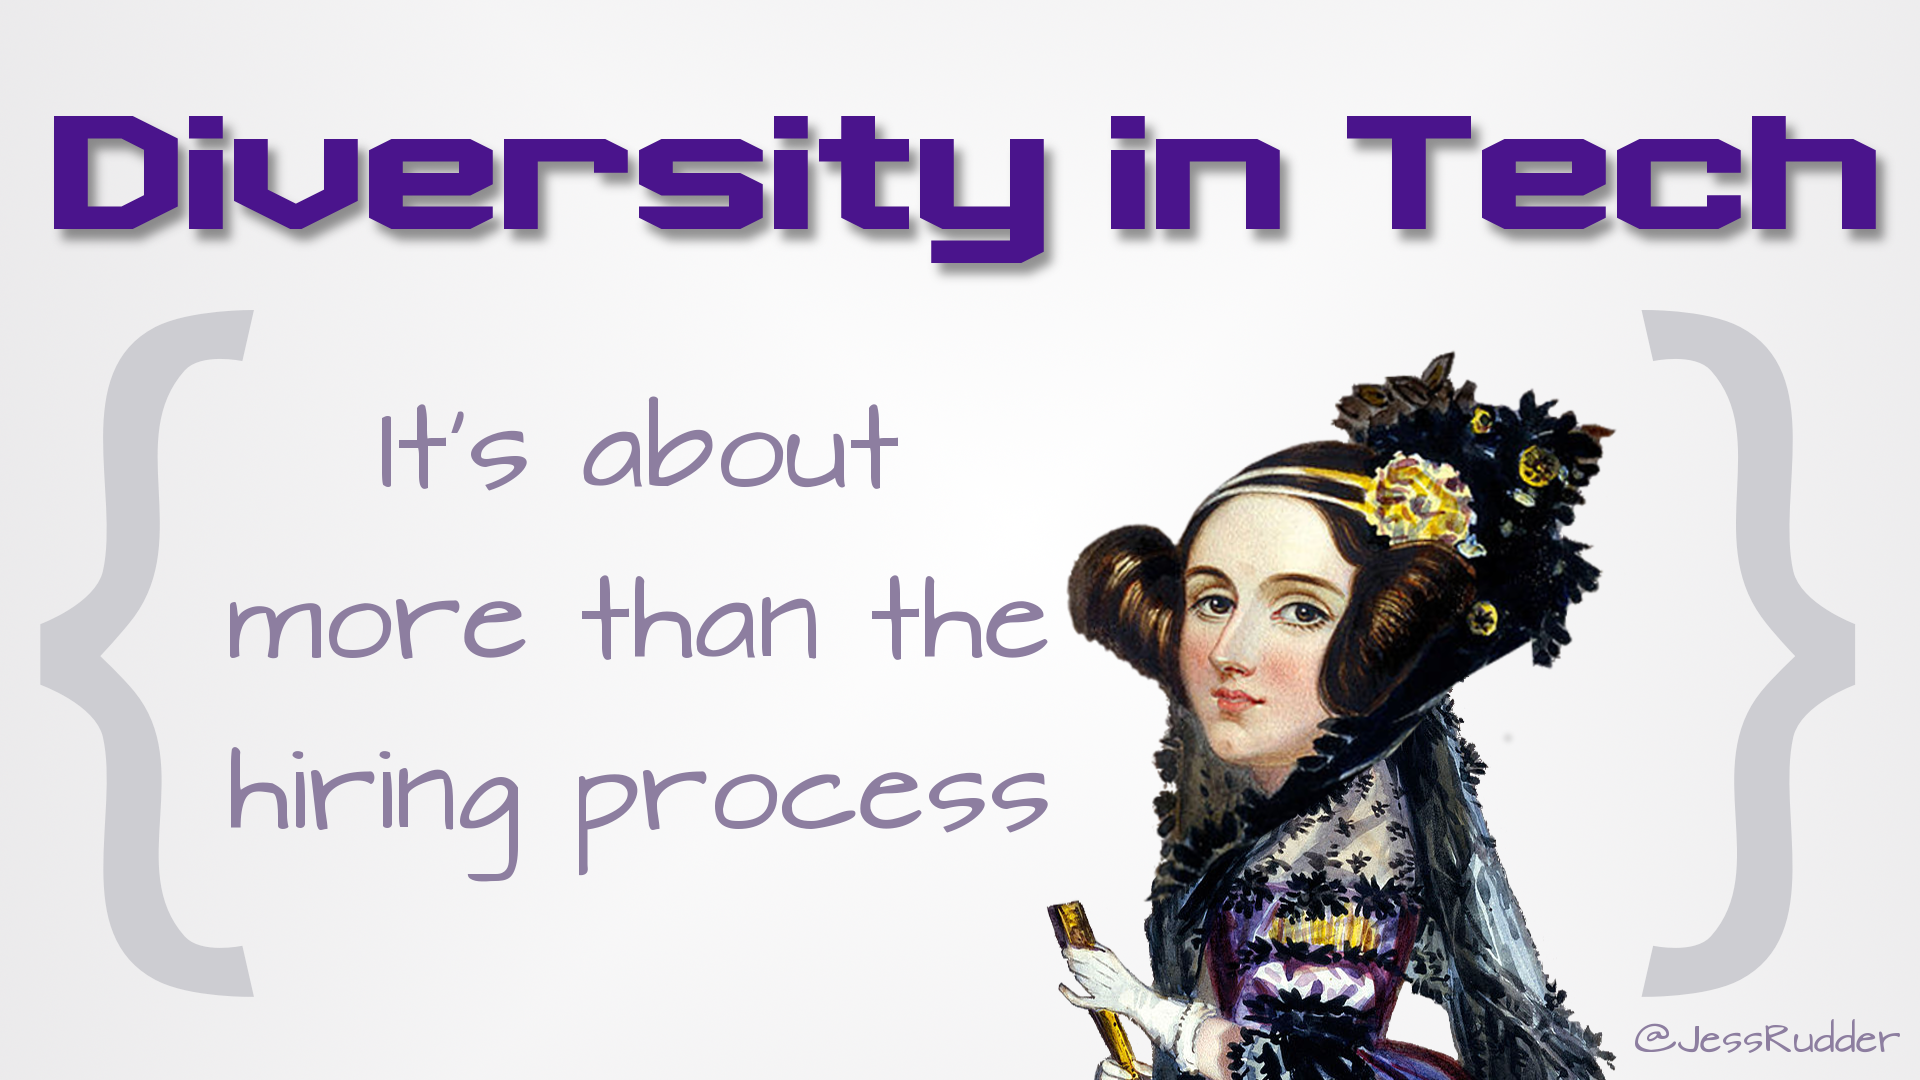 Diversity in Tech
It's about
more than the
hiring process
@JessRudder